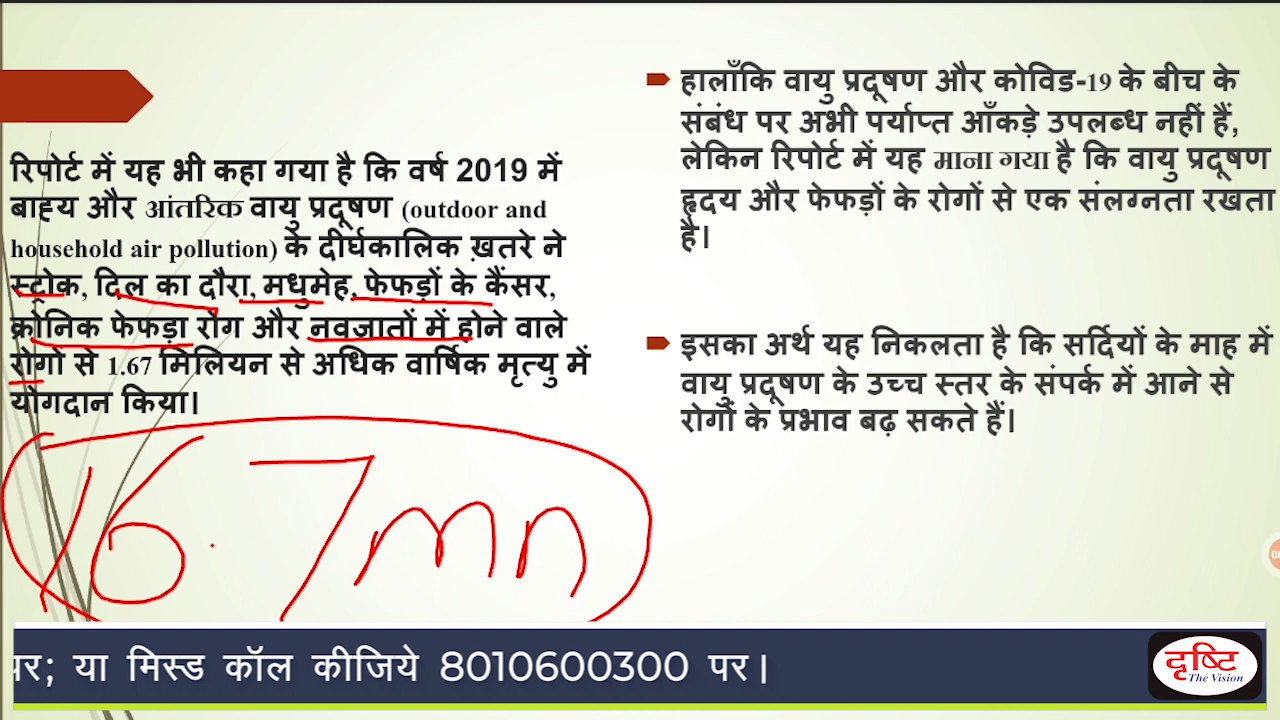 रिपोर्ट में यह भी कहा गया है कि वर्ष 2019 में
बाह्य और आंतरिक वायु प्रदूषण (outdoor and
household air pollution) के दीर्घकालिक ख़तरे ने
स्ट्रोक, दिल का दौरा, मधुमेह, फेफड़ों के कैंसर,
क्रोनिक फेफड़ा रोग और नवजातों में होने वाले
रोगों से 1.67 मिलियन से अधिक वार्षिक मृत्यु में
योगदान किया।
16.7 mn
हालाँकि वायु प्रदूषण और कोविड-19 के बीच के
संबंध पर अभी पर्याप्त आँकड़े उपलब्ध नहीं हैं,
लेकिन रिपोर्ट में यह माना गया है कि वायु प्रदूषण
हृदय और फेफड़ों के रोगों से एक संलग्नता रखता
है।
इसका अर्थ यह निकलता है कि सर्दियों के माह में
वायु प्रदूषण के उच्च स्तर के संपर्क में आने से
रोगों के प्रभाव बढ़ सकते हैं।
पर; या मिस्ड कॉल कीजिये 8010600300 पर।
दृष्टि
The Vision